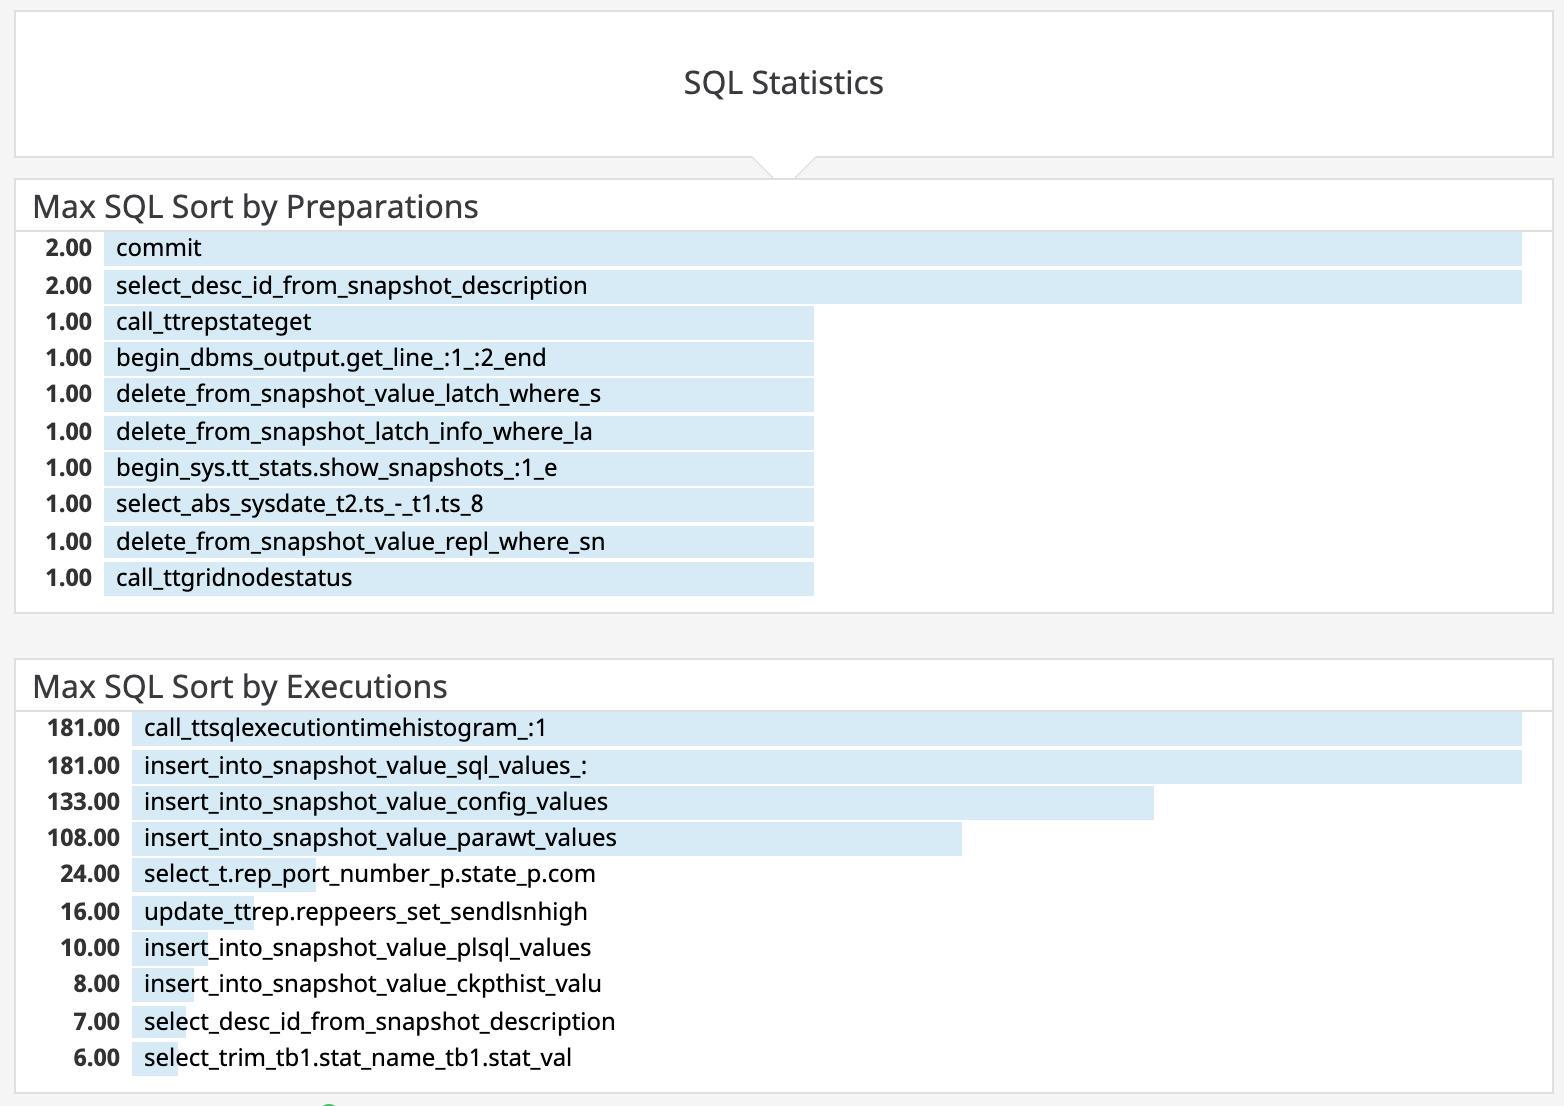 SQL Statistics
Max SQL Sort by Preparations
2.00 commit
2.00 select_desc_id_from_snapshot_description
1.00 call_ttrepstateget
1.00 begin_dbms_output.get_line_:1_:2_end
1.00 delete_from_snapshot_value_latch_where_s
1.00 delete_from_snapshot_latch_info_where_la
1.00 begin_sys.tt_stats.show_snapshots_:1_e
1.00 select_abs_sysdate_t2.ts_-_t1.ts_8
1.00 delete_from_snapshot_value_repl_where_sn
1.00 call_ttgridnodestatus
Max SQL Sort by Executions
181.00 call_ttsqlexecutiontimehistogram_:1
181.00 insert_into_snapshot_value_sql_values_:
133.00 insert_into_snapshot_value_config_values
108.00 insert_into_snapshot_value_parawt_values
24.00 select_t.rep_port_number_p.state_p.com
16.00 update_ttrep.reppeers_set_sendlsnhigh
10.00 insert_into_snapshot_value_plsql_values
8.00 insert_into_snapshot_value_ckpthist_valu
7.00 select_desc_id_from_snapshot_description
6.00 select_trim_tb1.stat_name_tb1.stat_val